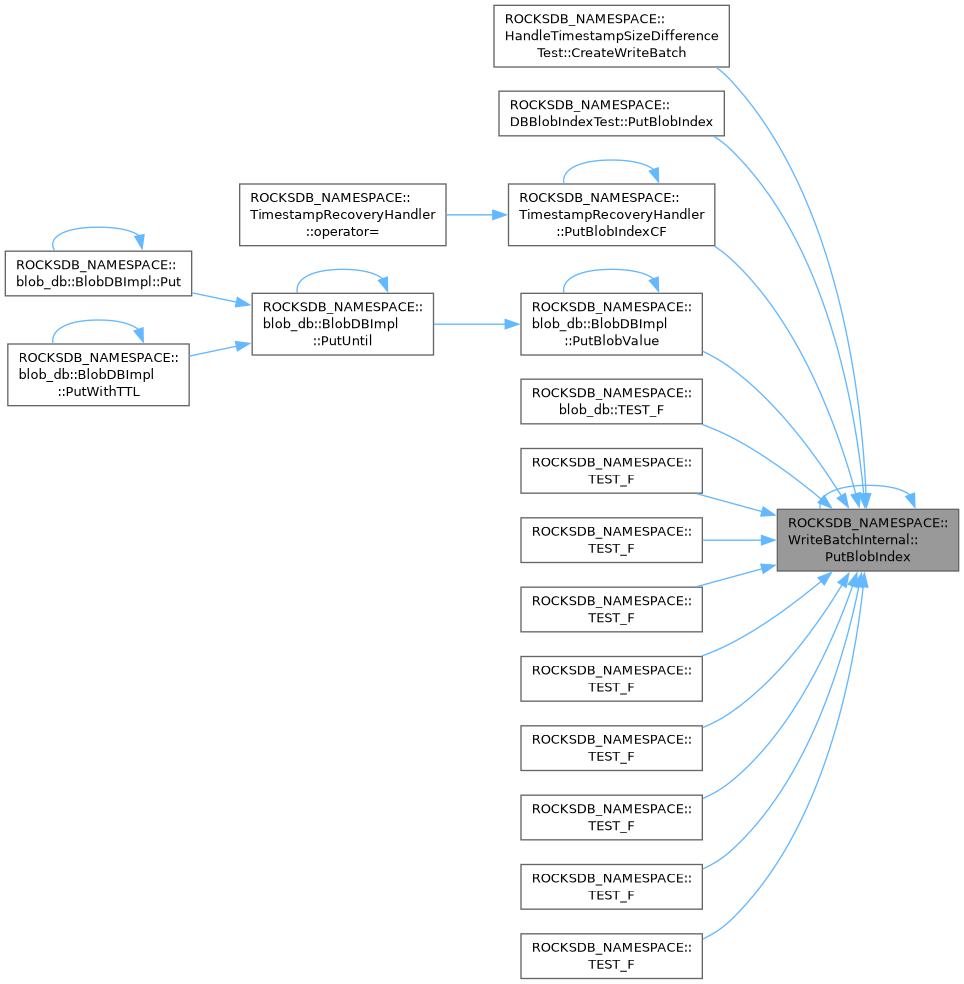 ROCKSDB_NAMESPACE::
HandleTimestampSizeDifference
Test::CreateWriteBatch
ROCKSDB_NAMESPACE::
DBBlobIndexTest::PutBlobIndex
ROCKSDB_NAMESPACE::
TimestampRecoveryHandler
::operator=
ROCKSDB_NAMESPACE::
TimestampRecoveryHandler
::PutBlobIndexCF
ROCKSDB_NAMESPACE::
blob_db::BlobDBImpl::Put
ROCKSDB_NAMESPACE::
blob_db::BlobDBImpl
::PutWithTTL
ROCKSDB_NAMESPACE::
blob_db::BlobDBImpl
::PutUntil
ROCKSDB_NAMESPACE::
blob_db::BlobDBImpl
::PutBlobValue
ROCKSDB_NAMESPACE::
blob_db::TEST_F
ROCKSDB_NAMESPACE::
TEST_F
ROCKSDB_NAMESPACE::
TEST_F
ROCKSDB_NAMESPACE::
TEST_F
ROCKSDB_NAMESPACE::
TEST_F
ROCKSDB_NAMESPACE::
TEST_F
ROCKSDB_NAMESPACE::
TEST_F
ROCKSDB_NAMESPACE::
TEST_F
ROCKSDB_NAMESPACE::
TEST_F
ROCKSDB_NAMESPACE::
WriteBatchInternal::
PutBlobIndex